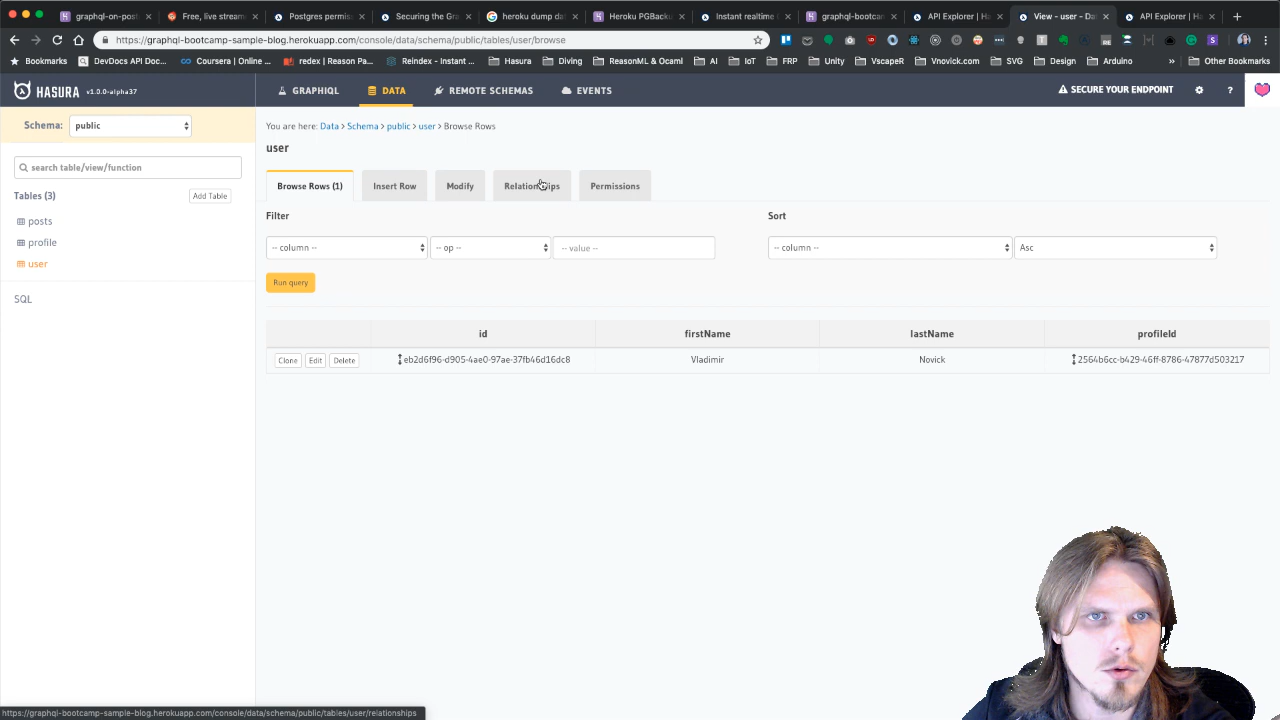 graphql-on-post
Free, live stream
Postgres permis
Securing the Gra
heroku dump da
Heroku PGBack
Instant realtime
graphql-bootca
API Explorer | Ha
View - user - Da
API Explorer | Ha
https://graphql-bootcamp-sample-blog.herokuapp.com/console/data/schema/public/tables/user/browse
Bookmarks
DevDocs API Doc...
Coursera | Online ...
redex | Reason Pa...
Reindex - Instant ...
Hasura
Diving
ReasonML & Ocaml
AI
IoT
FRP
Unity
VscapeR
Vnovick.com
SVG
Design
Arduino
»
Other Bookmarks
HASURA v1.0.0-alpha37
GRAPHIQL
DATA
REMOTE SCHEMAS
EVENTS
SECURE YOUR ENDPOINT
?
Schema: public
You are here: Data > Schema > public > user > Browse Rows
user
search table/view/function
Tables (3)
Add Table
posts
profile
user
SQL
Browse Rows (1)
Insert Row
Modify
Relationships
Permissions
Filter
Sort
-- column --
-- op --
-- value --
-- column --
Asc
Run query
id firstName lastName profileId
Clone Edit Delete eb2d6f96-d905-4ae0-97ae-37fb46d16dc8 Vladimir Novick 2564b6cc-b429-46ff-8786-47877d503217
https://graphql-bootcamp-sample-blog.herokuapp.com/console/data/schema/public/tables/user/relationships